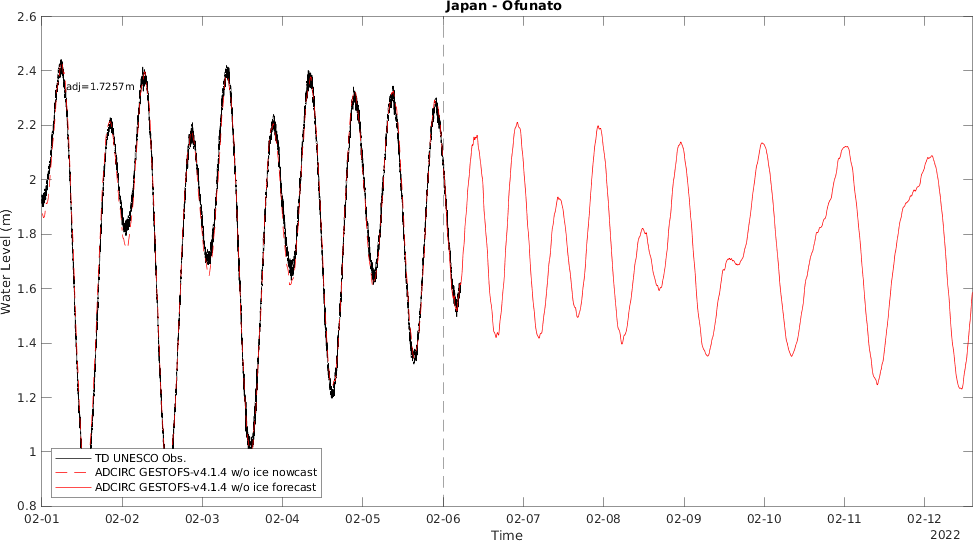 Japan - Ofunato
2.6
2.4
2.2
2
1.8
1.6
1.4
1.2
1
0.8
Water Level (m)
adj=1.7257m
TD UNESCO Obs.
ADCIRC GESTOFS-v4.1.4 w/o ice nowcast
ADCIRC GESTOFS-v4.1.4 w/o ice forecast
02-01 02-02 02-03 02-04 02-05 02-06 02-07 02-08 02-09 02-10 02-11 02-12
Time
2022